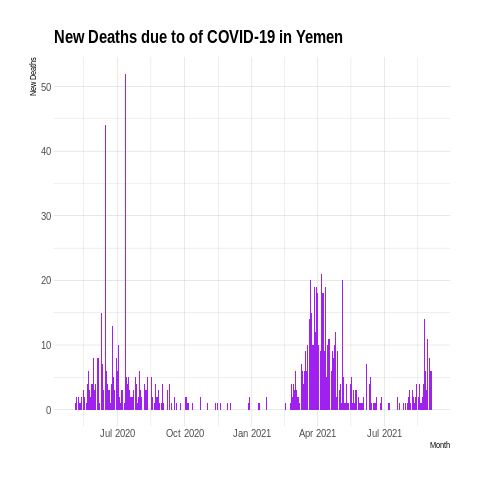 New Deaths due to of COVID-19 in Yemen
New Deaths
50
40
30
20
10
0
Jul 2020 Oct 2020 Jan 2021 Apr 2021 Jul 2021
Month